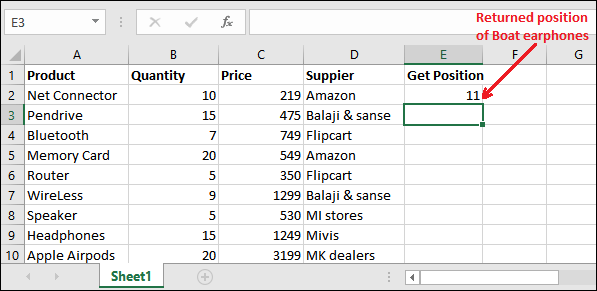 E3
Returned position
of Boat earphones
A B C D E F G
1 Product Quantity Price Suppier Get Position
2 Net Connector 10 219 Amazon 11
3 Pendrive 15 475 Balaji & sanse
4 Bluetooth 7 749 Flipcart
5 Memory Card 20 549 Amazon
6 Router 5 350 Flipcart
7 WireLess 9 1299 Balaji & sanse
8 Speaker 5 530 MI stores
9 Headphones 15 1249 Mivis
10 Apple Airpods 20 3199 MK dealers
Sheet1